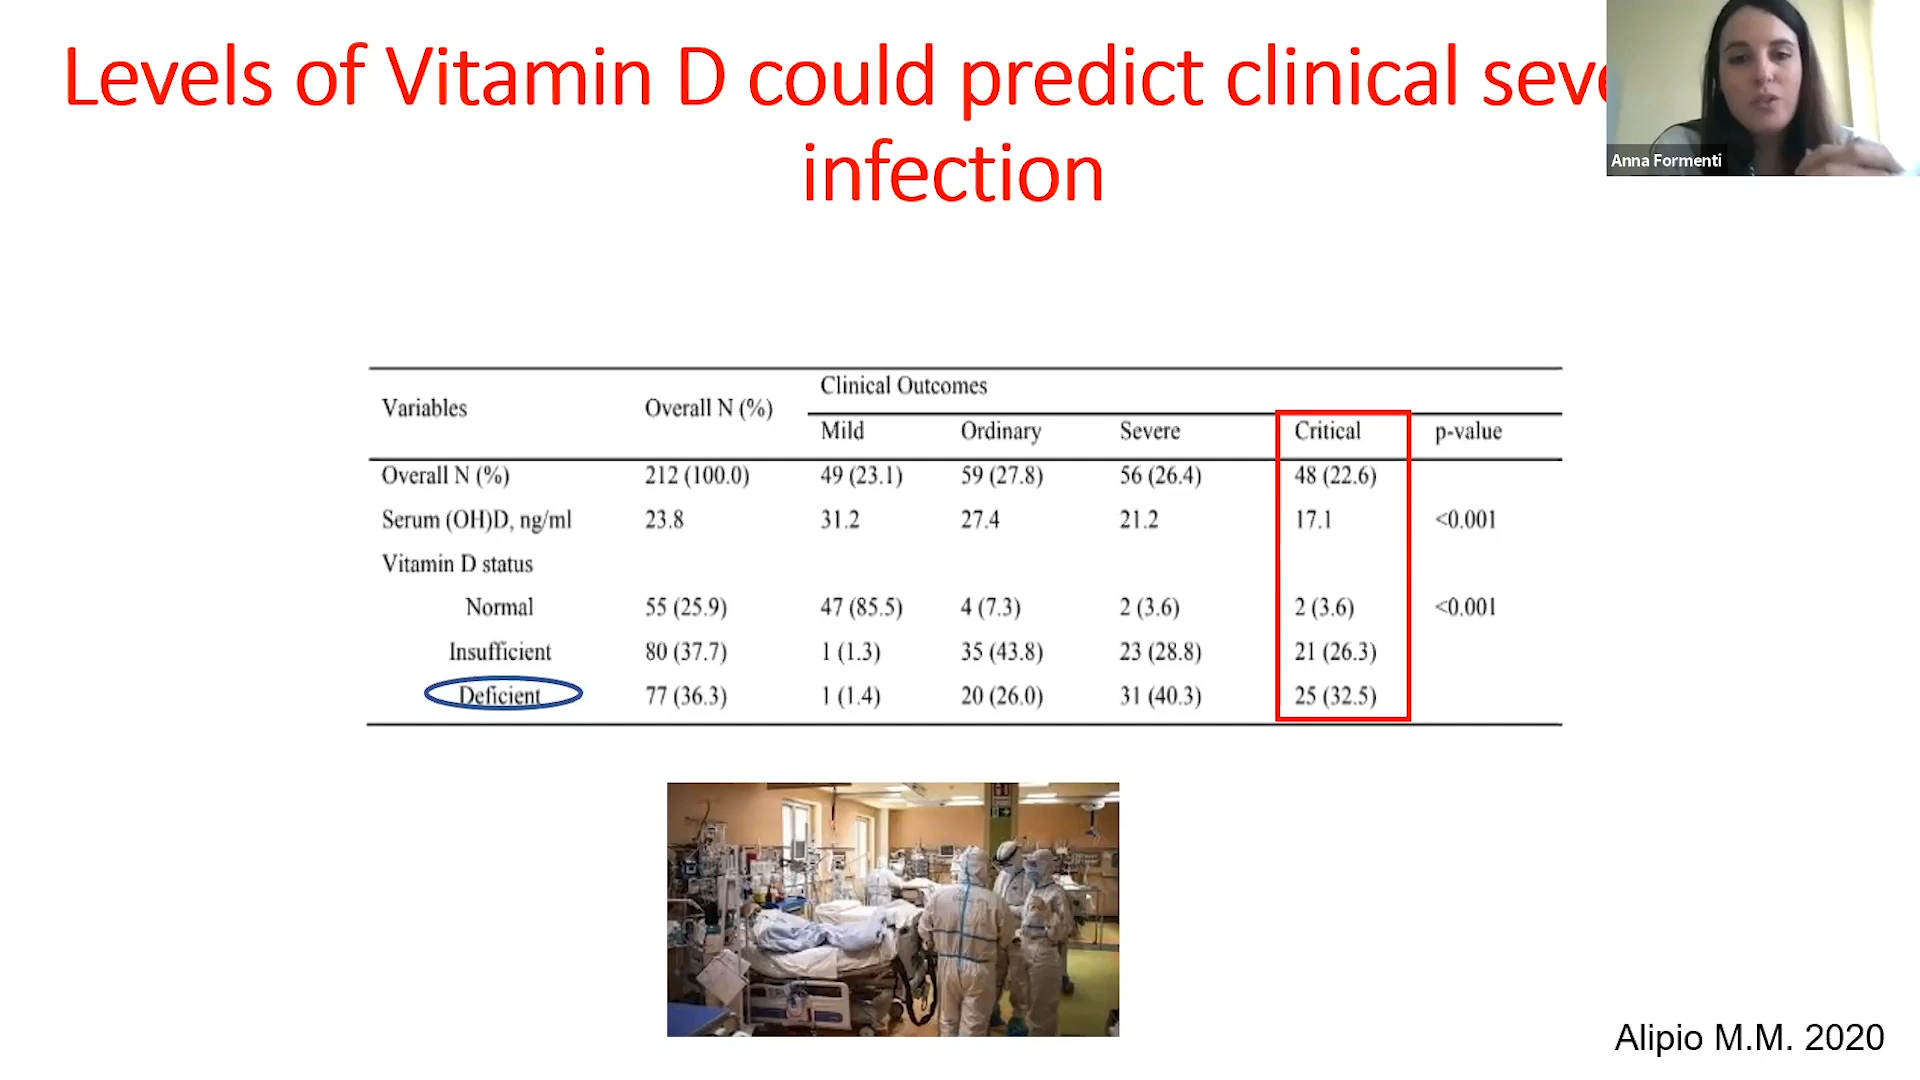 Levels of Vitamin D could predict clinical seve
infection
Anna Formenti
Variables Overall N (%) Clinical Outcomes
Mild Ordinary Severe Critical p-value
Overall N (%) 212 (100.0) 49 (23.1) 59 (27.8) 56 (26.4) 48 (22.6)
Serum (OH)D, ng/ml 23.8 31.2 27.4 21.2 17.1 <0.001
Vitamin D status
Normal 55 (25.9) 47 (85.5) 4 (7.3) 2 (3.6) 2 (3.6) <0.001
Insufficient 80 (37.7) 1 (1.3) 35 (43.8) 23 (28.8) 21 (26.3)
Deficient 77 (36.3) 1 (1.4) 20 (26.0) 31 (40.3) 25 (32.5)
Alipio M.M. 2020